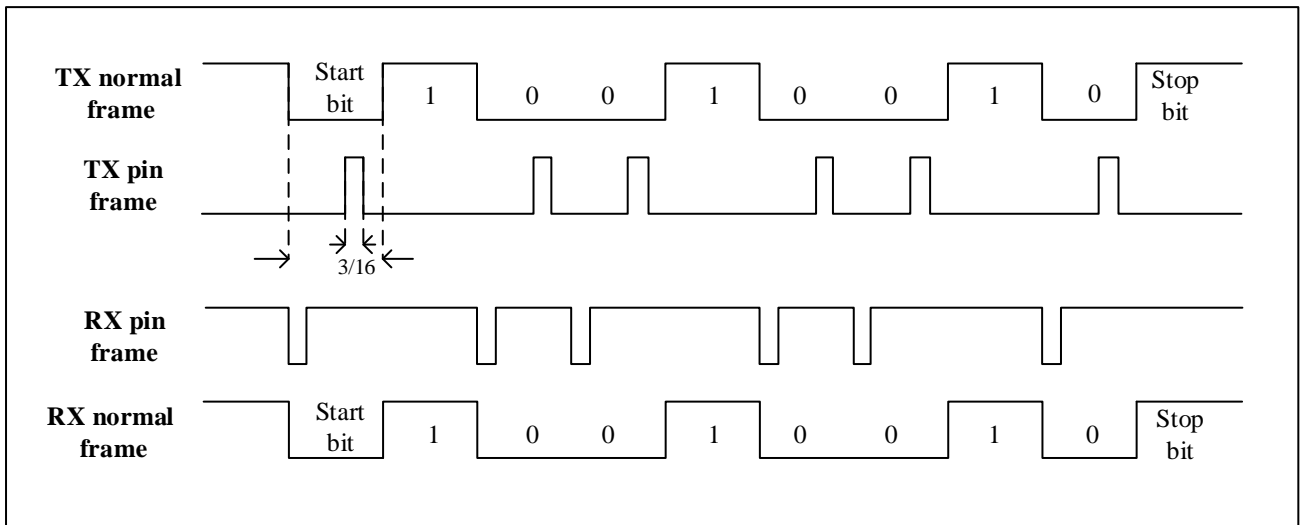 TX normal
frame
Start
bit
1
0
0
1
0
0
1
0
Stop
bit
TX pin
frame
3/16
RX pin
frame
RX normal
frame
Start
bit
1
0
0
1
0
0
1
0
Stop
bit